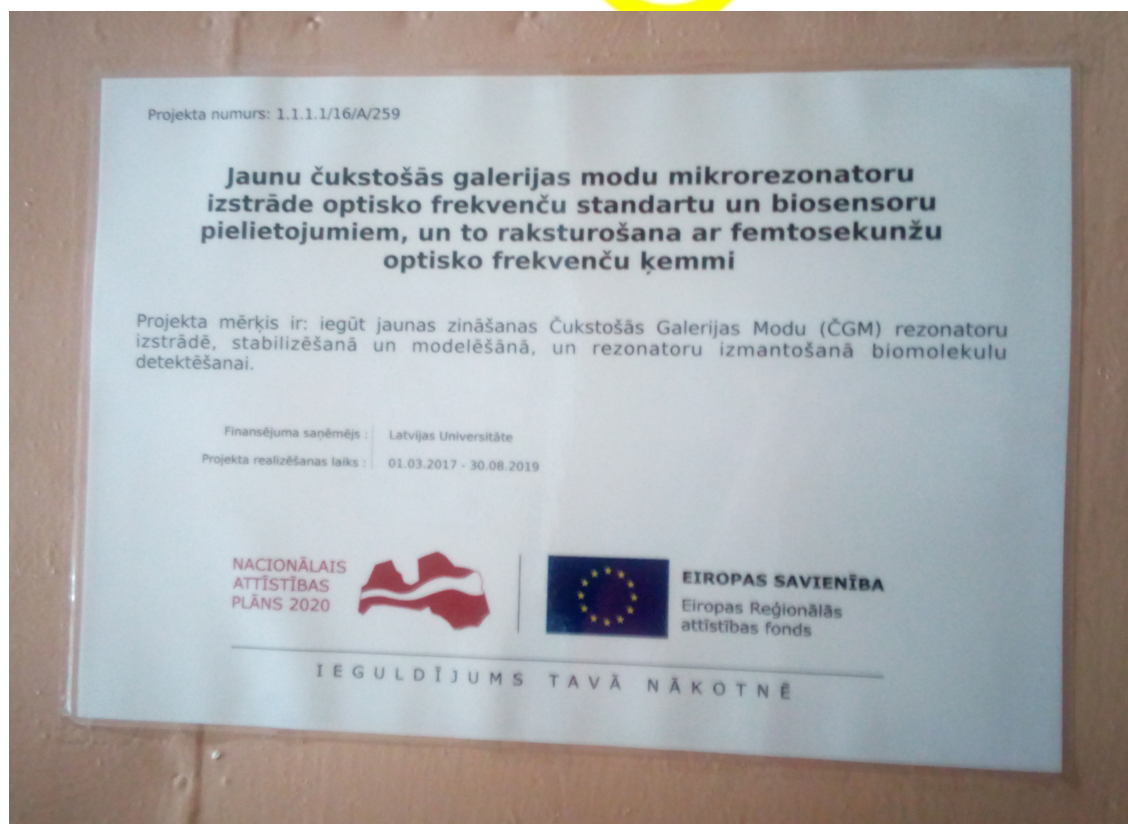 Projekta numurs: 1.1.1.1/16/A/259
Jaunu čukstošās galerijas modu mikrorezonatoru
izstrāde optisko frekvenču standartu un biosensoru
pielietojumiem, un to raksturošana ar femtosekunžu
optisko frekvenču ķemmi
Projekta mērķis ir: iegūt jaunas zināšanas Čukstošās Galerijas Modu (ČGM) rezonatoru
izstrādē, stabilizēšanā un modelēšānā, un rezonatoru izmantošanā biomolekulu
detektēšanai.
Finansējuma saņēmējs : Latvijas Universitāte
Projekta realizēšanas laiks : 01.03.2017 - 30.08.2019
NACIONĀLAIS
ATTĪSTĪBAS
PLĀNS 2020
EIROPAS SAVIENĪBA
Eiropas Reģionālās
attīstības fonds
IEGULDĪJUMS TAVĀ NĀKOTNĒ